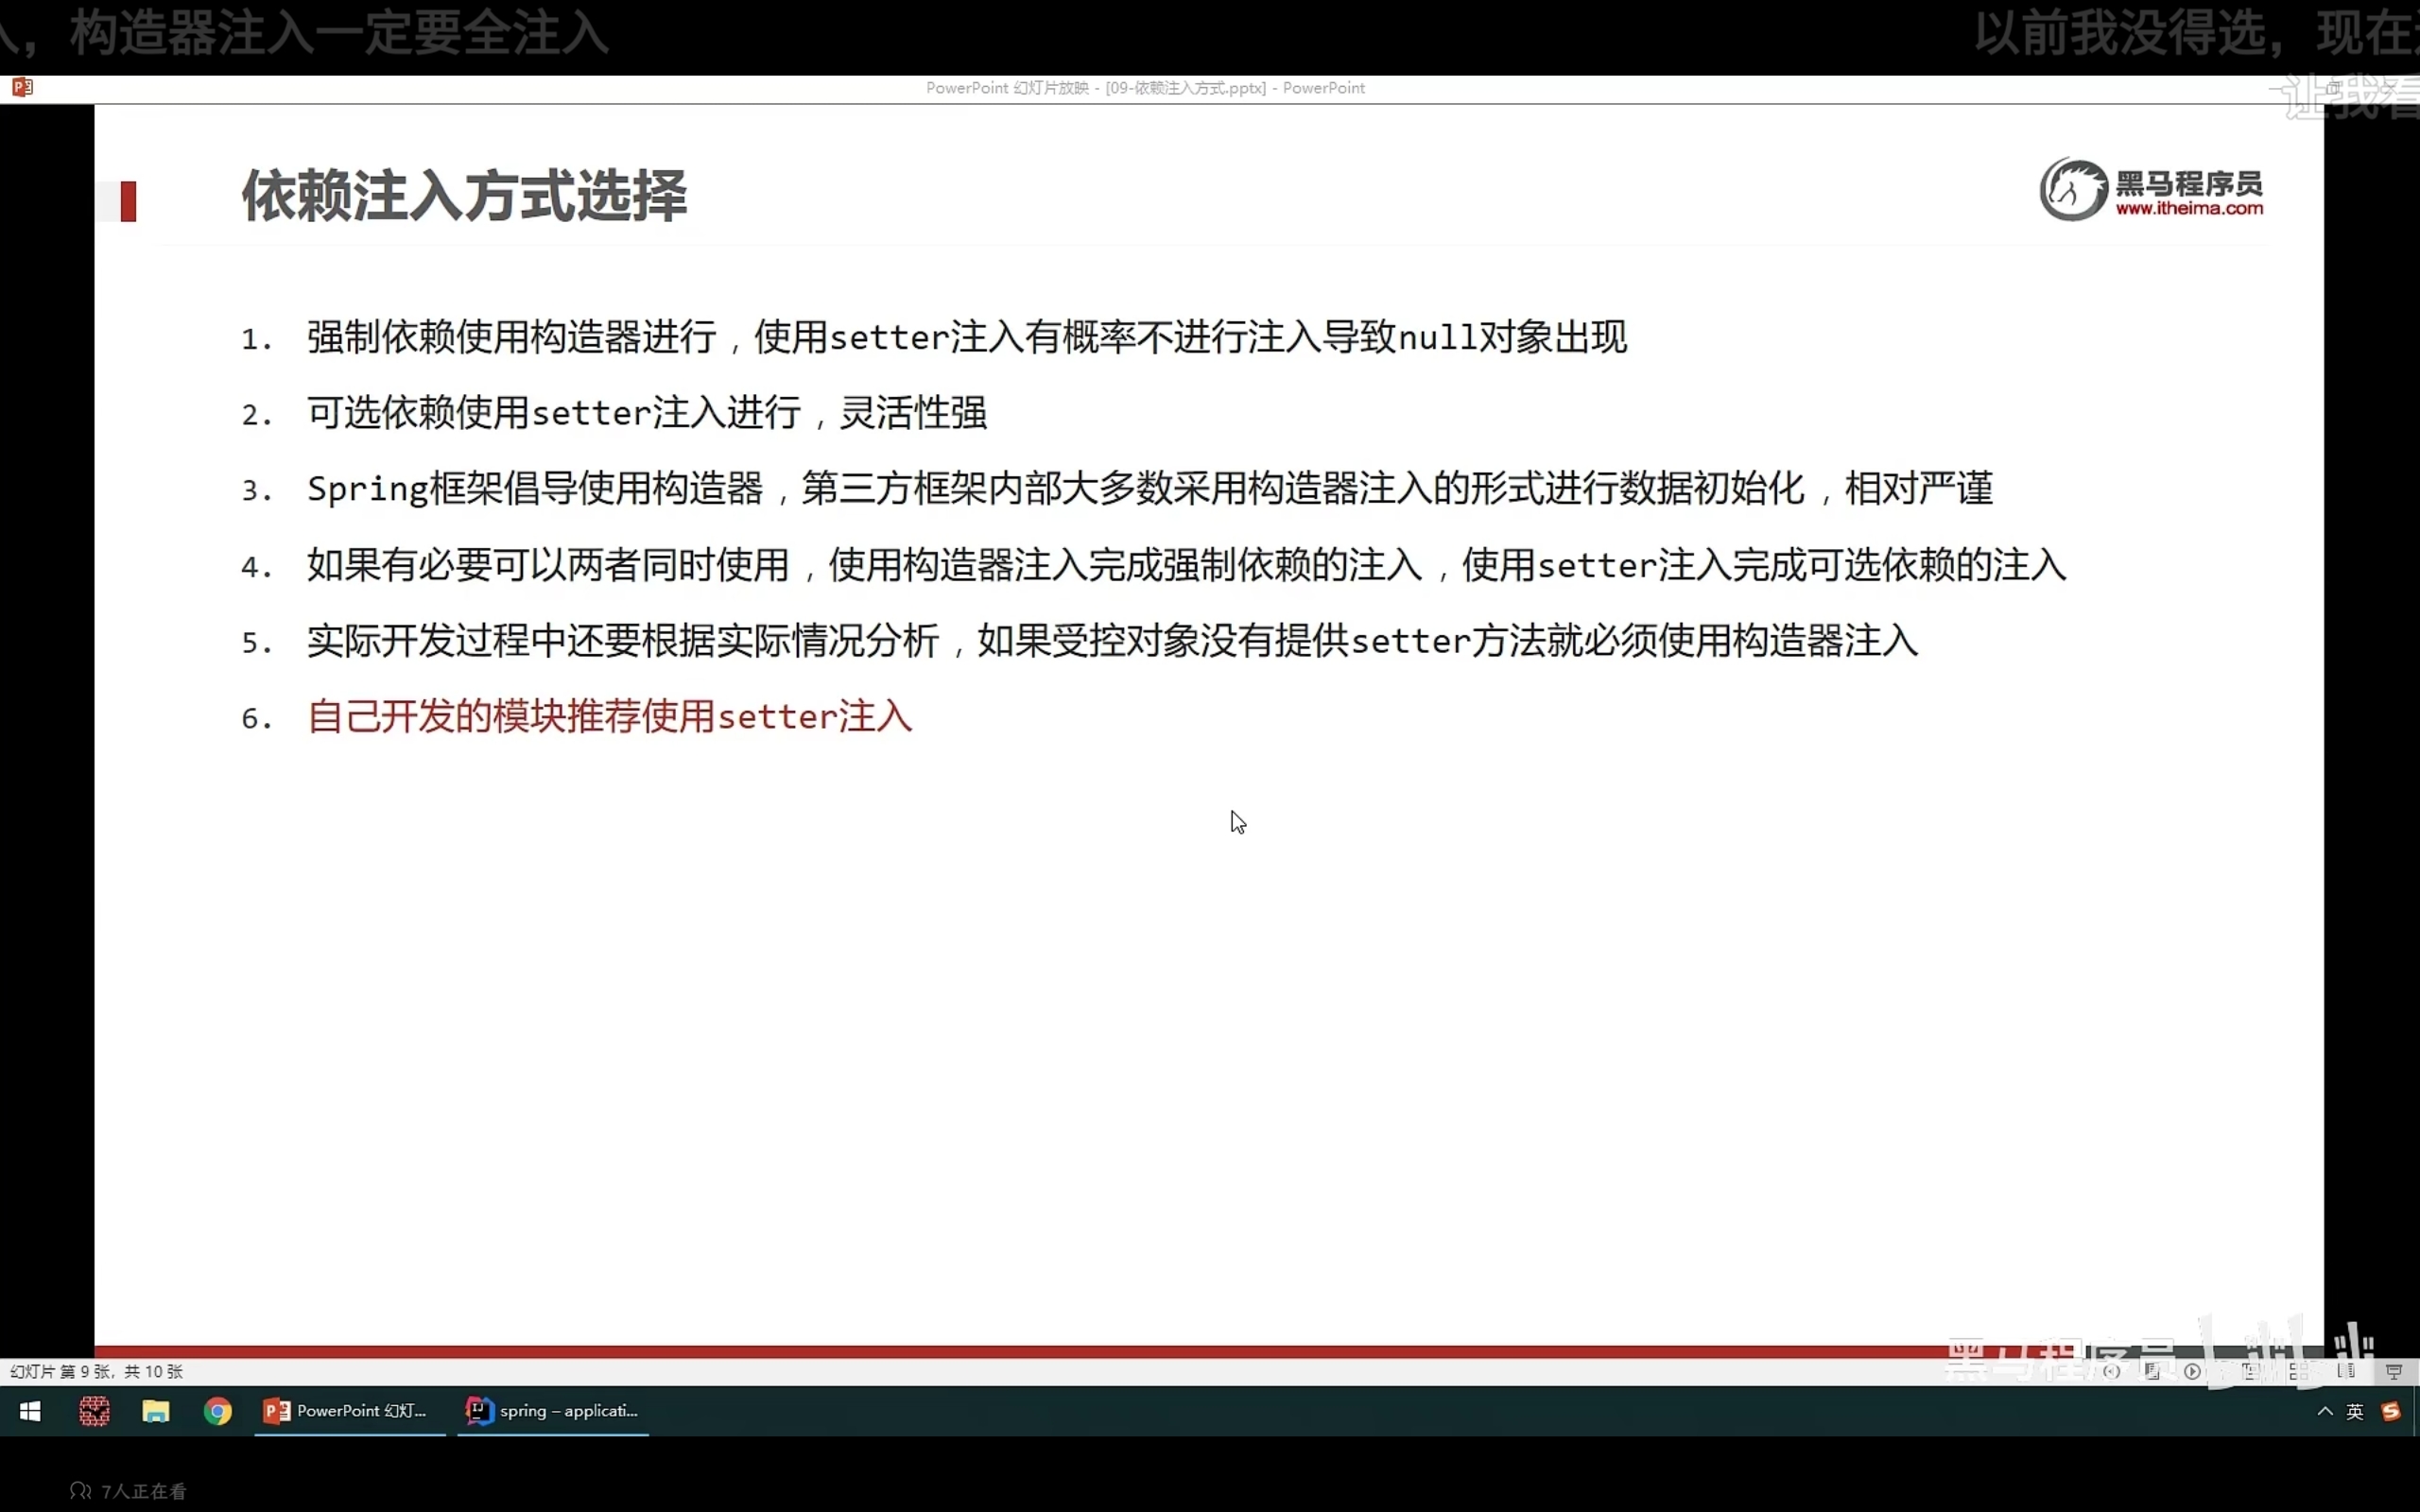 构造器注入一定要全注入
以前我没得选，现在
PowerPoint 幻灯片放映 - [09-依赖注入方式.pptx] - PowerPoint
让我看
依赖注入方式选择
黑马程序员
www.itheima.com
1. 强制依赖使用构造器进行，使用setter注入有概率不进行注入导致null对象出现
2. 可选依赖使用setter注入进行，灵活性强
3. Spring框架倡导使用构造器，第三方框架内部大多数采用构造器注入的形式进行数据初始化，相对严谨
4. 如果有必要可以两者同时使用，使用构造器注入完成强制依赖的注入，使用setter注入完成可选依赖的注入
5. 实际开发过程中还要根据实际情况分析，如果受控对象没有提供setter方法就必须使用构造器注入
6. 自己开发的模块推荐使用setter注入
黑马程序员
幻灯片 第 9 张，共 10 张
PowerPoint 幻灯...
spring – applicati...
英
7人正在看